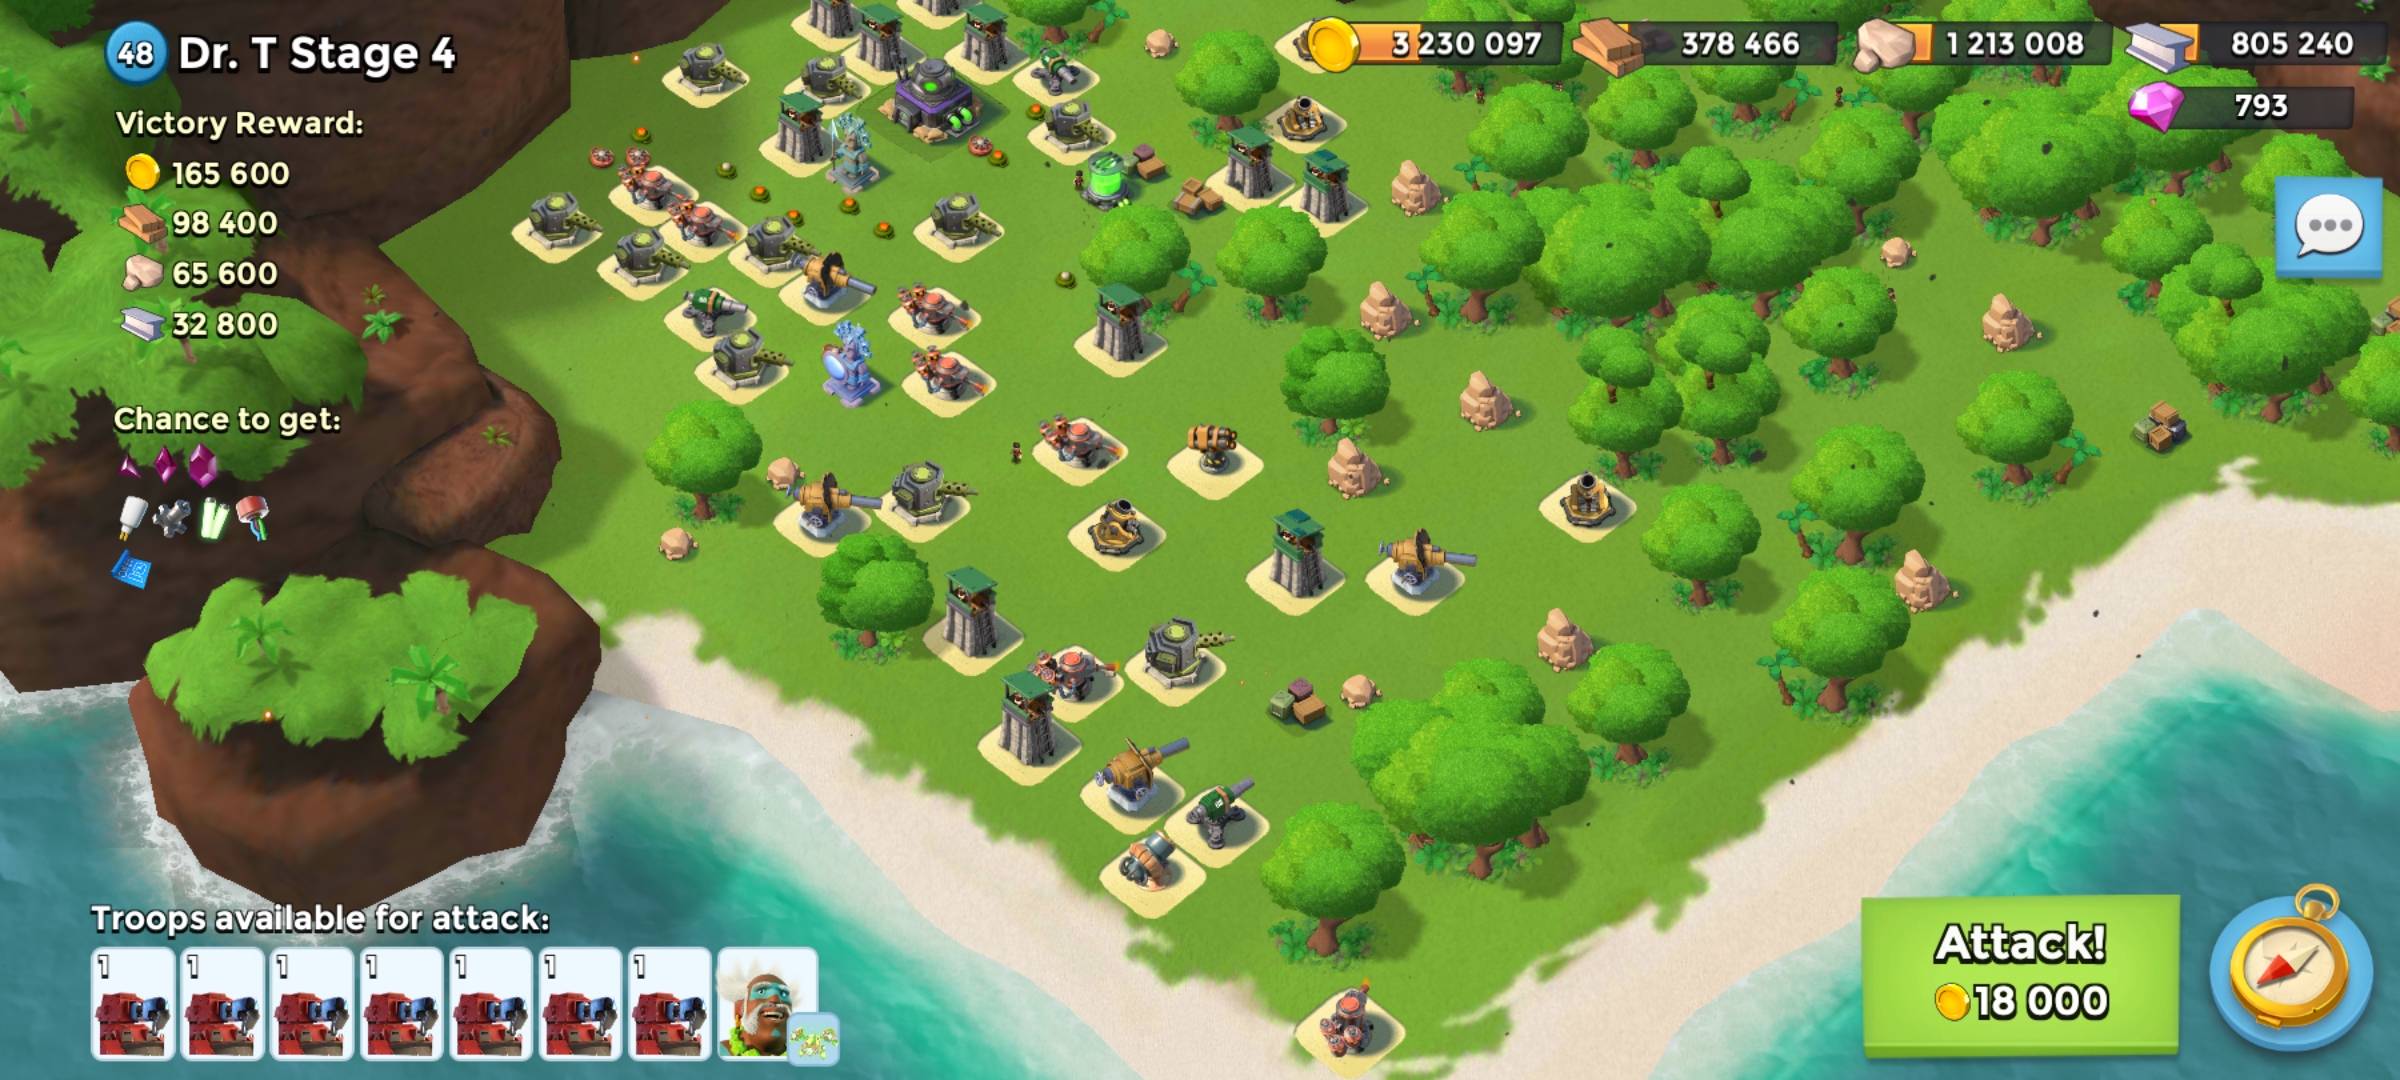 48 Dr. T Stage 4
3 230 097
378 466
1 213 008
805 240
793
Victory Reward:
165 600
98 400
65 600
32 800
Chance to get:
Troops available for attack:
1 1 1 1 1 1 1
Attack!
18 000